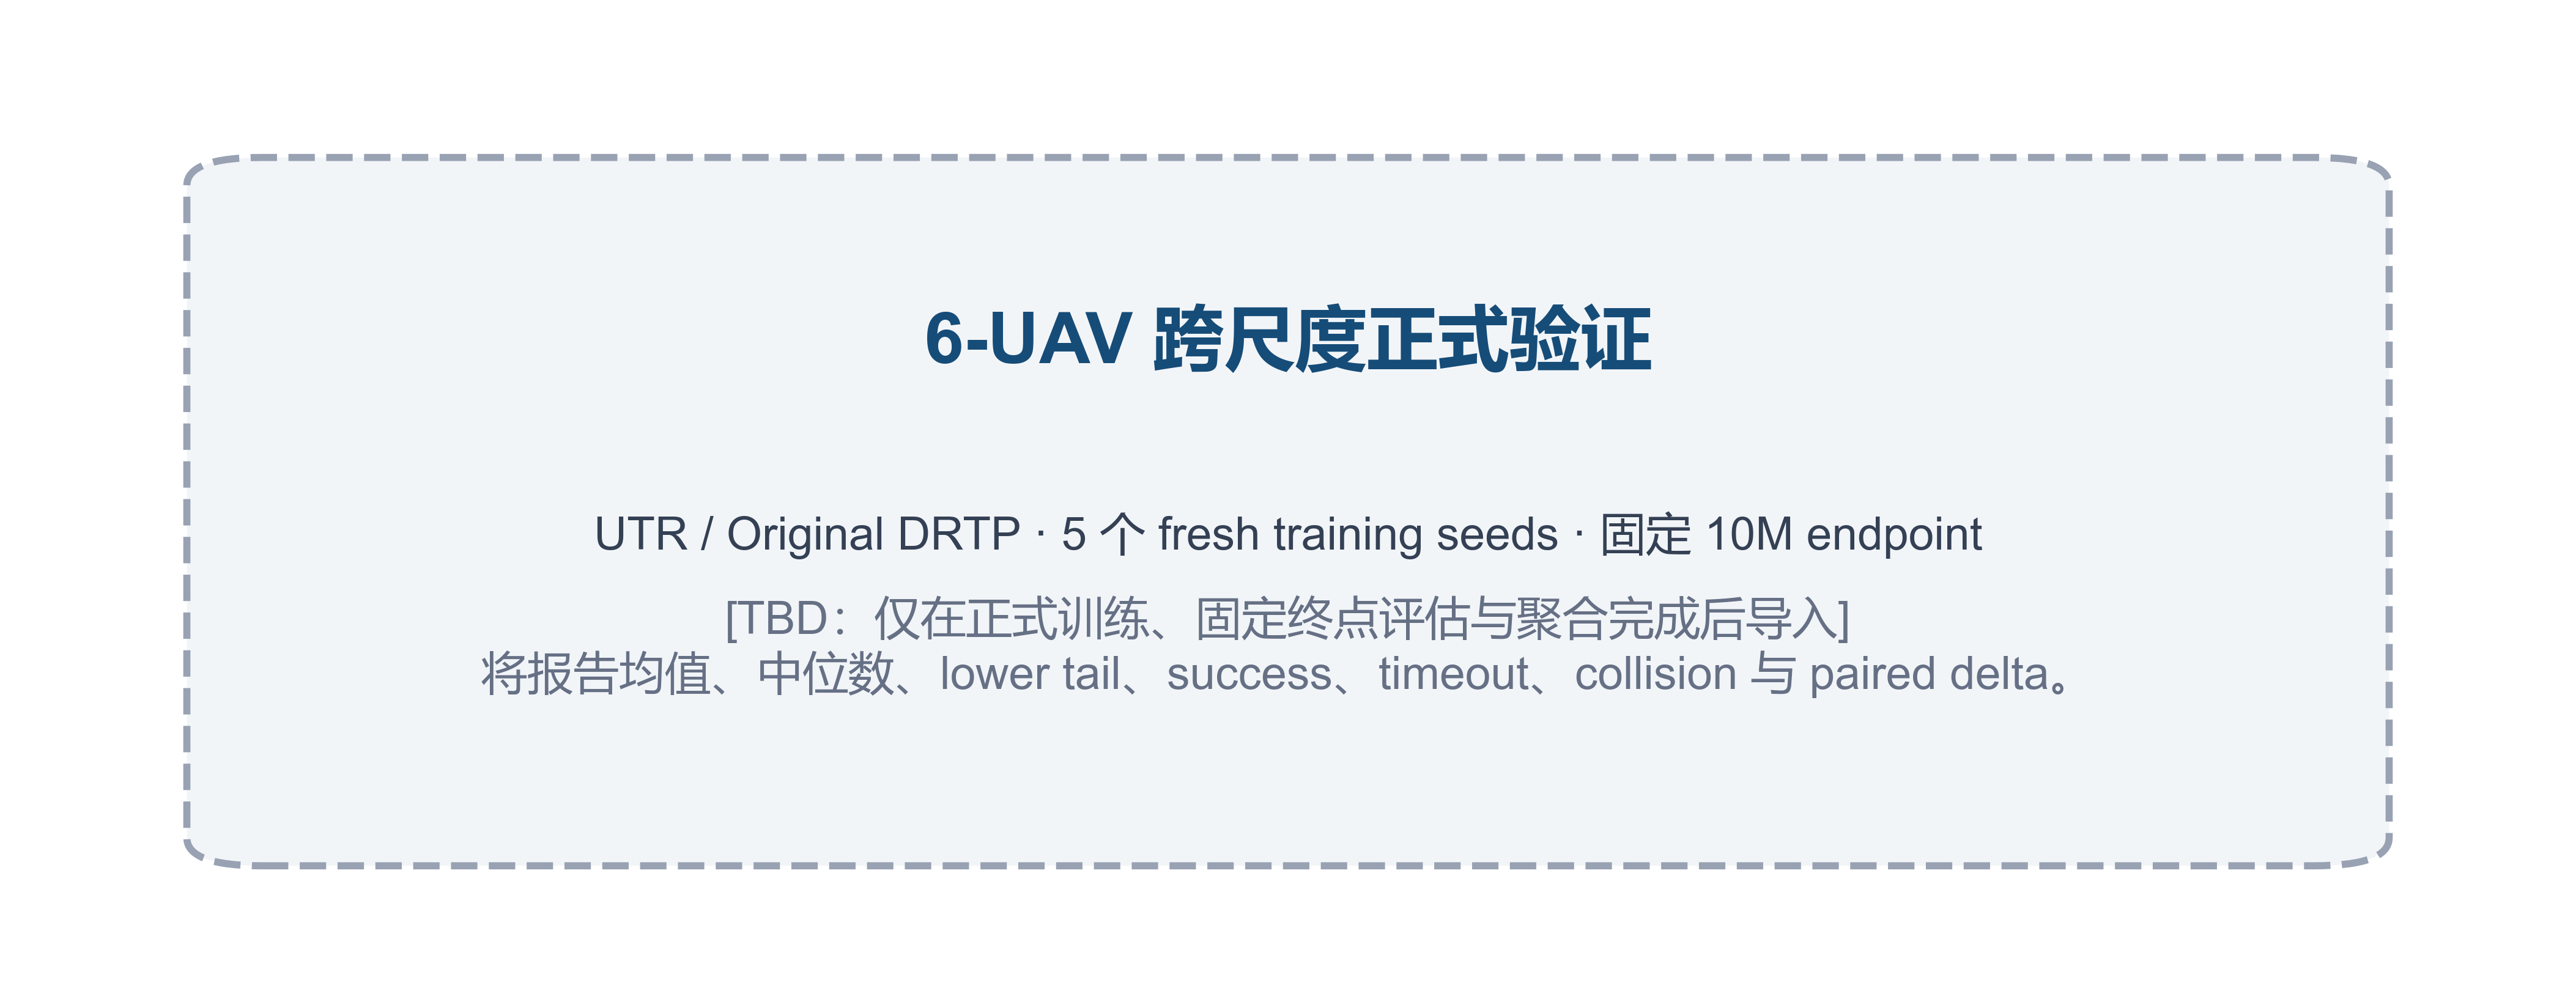 6-UAV 跨尺度正式验证
UTR / Original DRTP · 5 个 fresh training seeds · 固定 10M endpoint
[TBD：仅在正式训练、固定终点评估与聚合完成后导入]
将报告均值、中位数、lower tail、success、timeout、collision 与 paired delta。